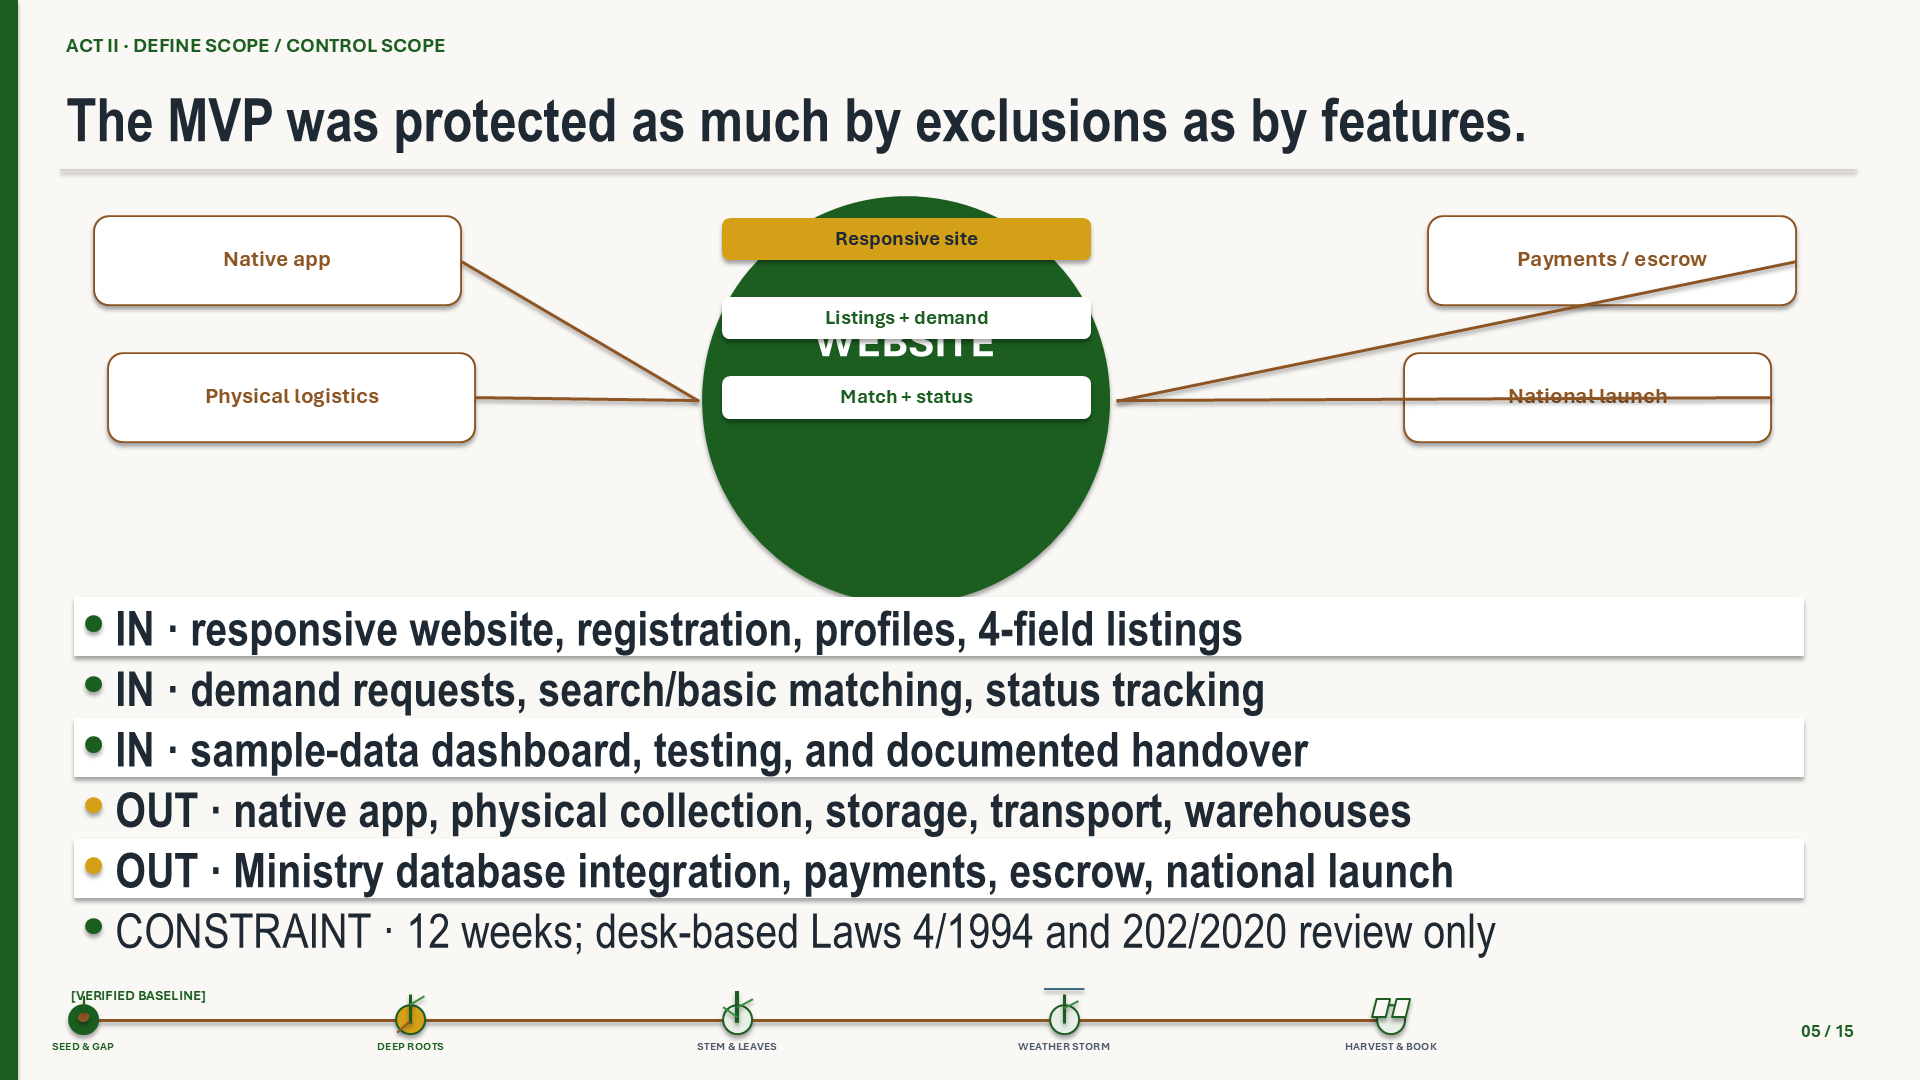 ACT II · DEFINE SCOPE / CONTROL SCOPE
The MVP was protected as much by exclusions as by features.
Native app
Responsive site
Payments / escrow
Listings + demand
WEBSITE
Physical logistics
Match + status
National launch
IN · responsive website, registration, profiles, 4-field listings
IN · demand requests, search/basic matching, status tracking
IN · sample-data dashboard, testing, and documented handover
OUT · native app, physical collection, storage, transport, warehouses
OUT · Ministry database integration, payments, escrow, national launch
CONSTRAINT · 12 weeks; desk-based Laws 4/1994 and 202/2020 review only
[VERIFIED BASELINE]
SEED & GAP
DEEP ROOTS
STEM & LEAVES
WEATHER STORM
HARVEST & BOOK
05 / 15